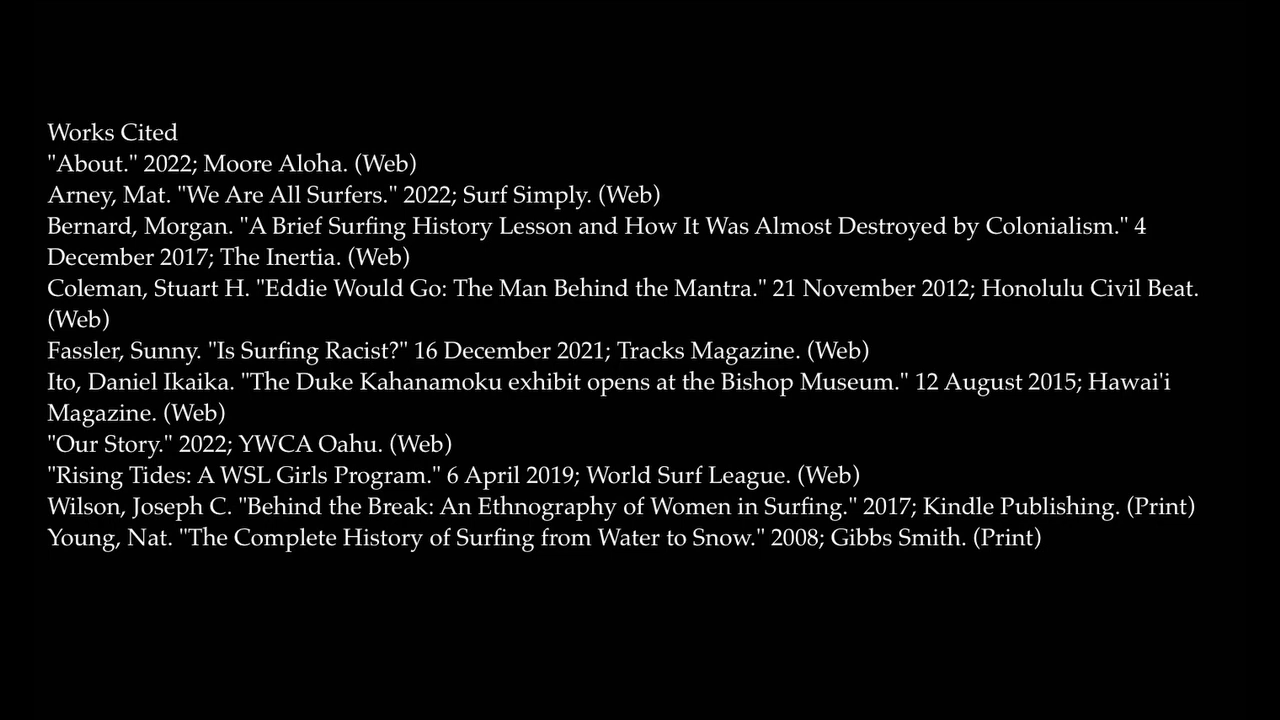 Works Cited
"About." 2022; Moore Aloha. (Web)
Arney, Mat. "We Are All Surfers." 2022; Surf Simply. (Web)
Bernard, Morgan. "A Brief Surfing History Lesson and How It Was Almost Destroyed by Colonialism." 4
December 2017; The Inertia. (Web)
Coleman, Stuart H. "Eddie Would Go: The Man Behind the Mantra." 21 November 2012; Honolulu Civil Beat.
(Web)
Fassler, Sunny. "Is Surfing Racist?" 16 December 2021; Tracks Magazine. (Web)
Ito, Daniel Ikaika. "The Duke Kahanamoku exhibit opens at the Bishop Museum." 12 August 2015; Hawai'i
Magazine. (Web)
"Our Story." 2022; YWCA Oahu. (Web)
"Rising Tides: A WSL Girls Program." 6 April 2019; World Surf League. (Web)
Wilson, Joseph C. "Behind the Break: An Ethnography of Women in Surfing." 2017; Kindle Publishing. (Print)
Young, Nat. "The Complete History of Surfing from Water to Snow." 2008; Gibbs Smith. (Print)